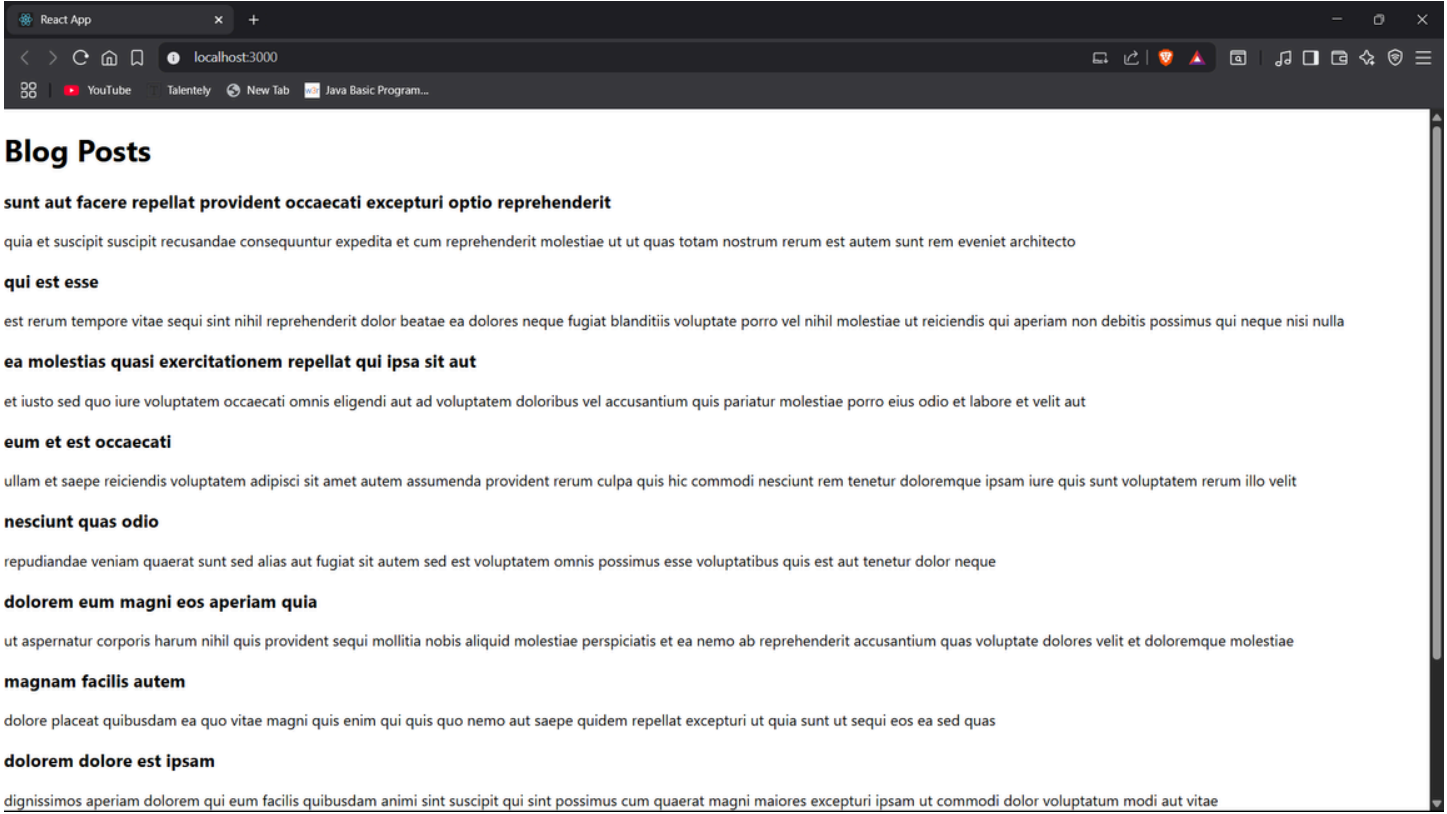 React App
localhost:3000
YouTube Talentely New Tab w3r Java Basic Program...
Blog Posts
sunt aut facere repellat provident occaecati excepturi optio reprehenderit
quia et suscipit suscipit recusandae consequuntur expedita et cum reprehenderit molestiae ut ut quas totam nostrum rerum est autem sunt rem eveniet architecto
qui est esse
est rerum tempore vitae sequi sint nihil reprehenderit dolor beatae ea dolores neque fugiat blanditiis voluptate porro vel nihil molestiae ut reiciendis qui aperiam non debitis possimus qui neque nisi nulla
ea molestias quasi exercitationem repellat qui ipsa sit aut
et iusto sed quo iure voluptatem occaecati omnis eligendi aut ad voluptatem doloribus vel accusantium quis pariatur molestiae porro eius odio et labore et velit aut
eum et est occaecati
ullam et saepe reiciendis voluptatem adipisci sit amet autem assumenda provident rerum culpa quis hic commodi nesciunt rem tenetur doloremque ipsam iure quis sunt voluptatem rerum illo velit
nesciunt quas odio
repudiandae veniam quaerat sunt sed alias aut fugiat sit autem sed est voluptatem omnis possimus esse voluptatibus quis est aut tenetur dolor neque
dolorem eum magni eos aperiam quia
ut aspernatur corporis harum nihil quis provident sequi mollitia nobis aliquid molestiae perspiciatis et ea nemo ab reprehenderit accusantium quas voluptate dolores velit et doloremque molestiae
magnam facilis autem
dolore placeat quibusdam ea quo vitae magni quis enim qui quis quo nemo aut saepe quidem repellat excepturi ut quia sunt ut sequi eos ea sed quas
dolorem dolore est ipsam
dignissimos aperiam dolorem qui eum facilis quibusdam animi sint suscipit qui sint possimus cum quaerat magni maiores excepturi ipsam ut commodi dolor voluptatum modi aut vitae